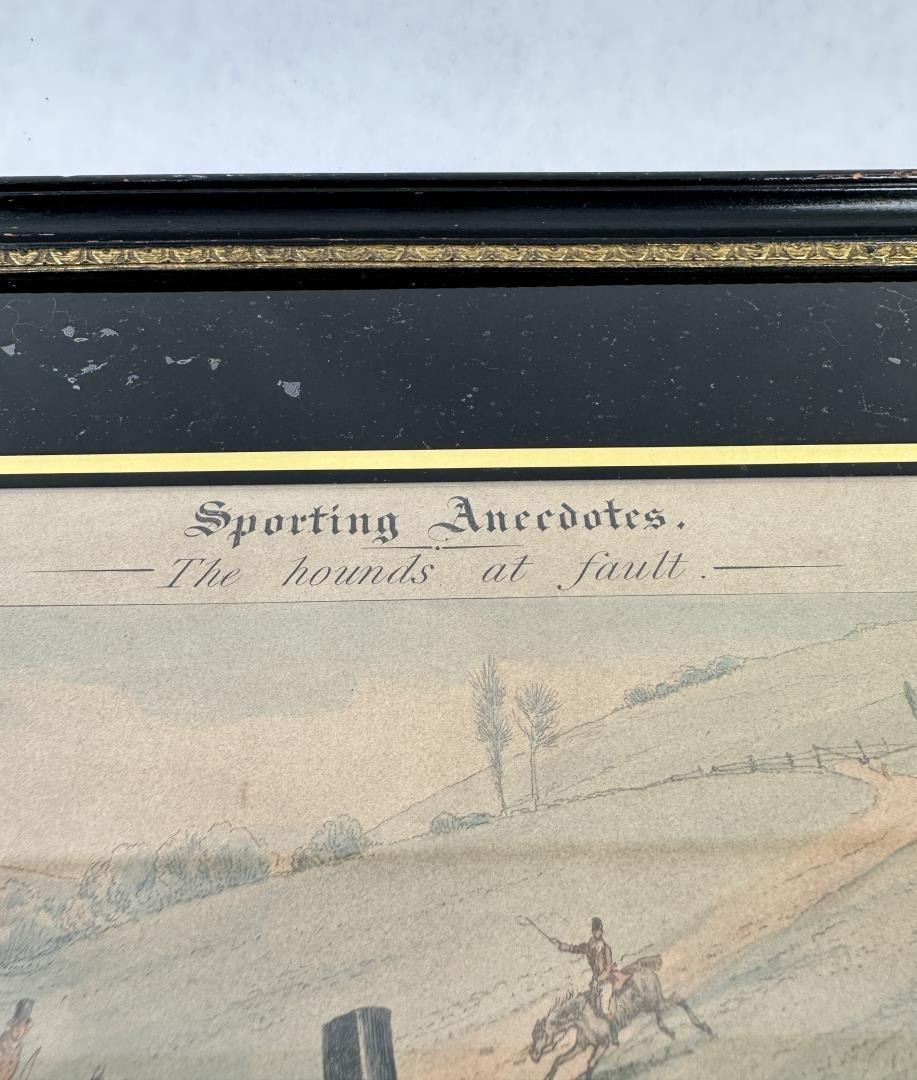 Sporting Anecdotes.
The hounds at fault.